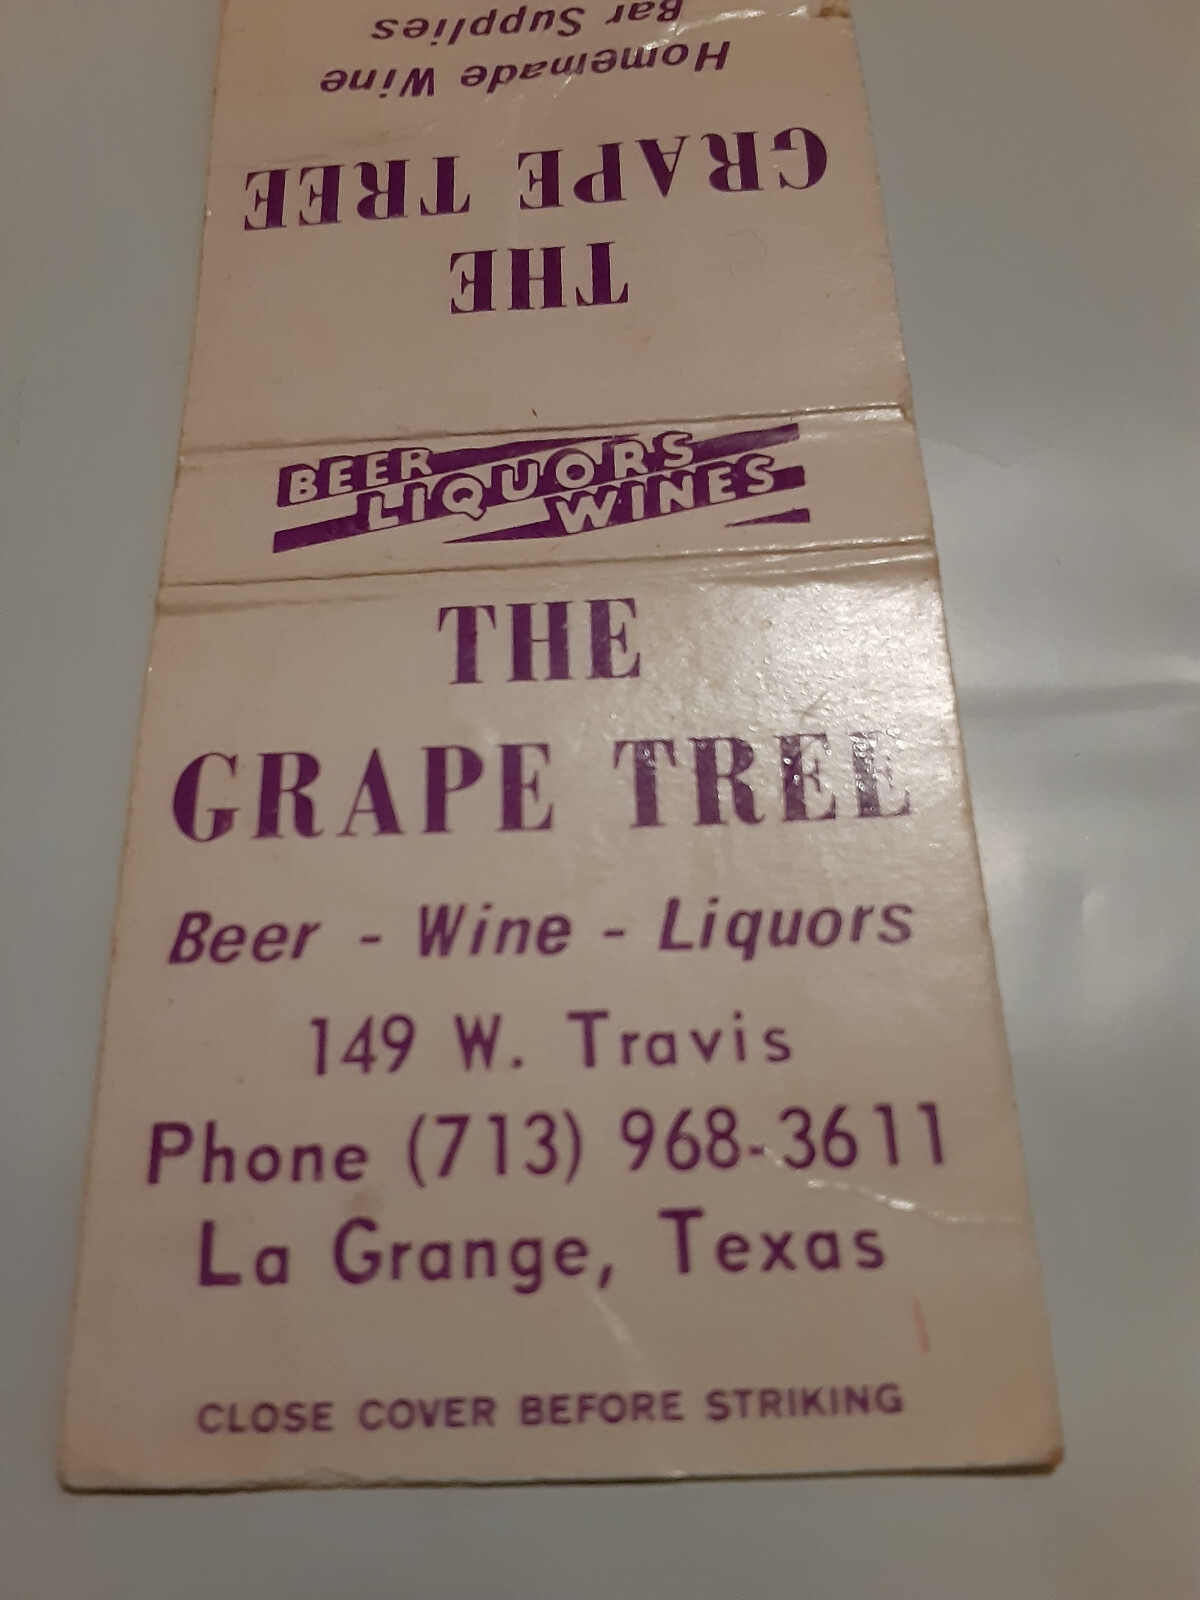 Bar Supplies
Homemade Wine
GRAPE TREE
THE
BEER
LIQUORS
WINES
THE
GRAPE TREE
Beer - Wine - Liquors
149 W. Travis
Phone (713) 968-3611
La Grange, Texas
CLOSE COVER BEFORE STRIKING